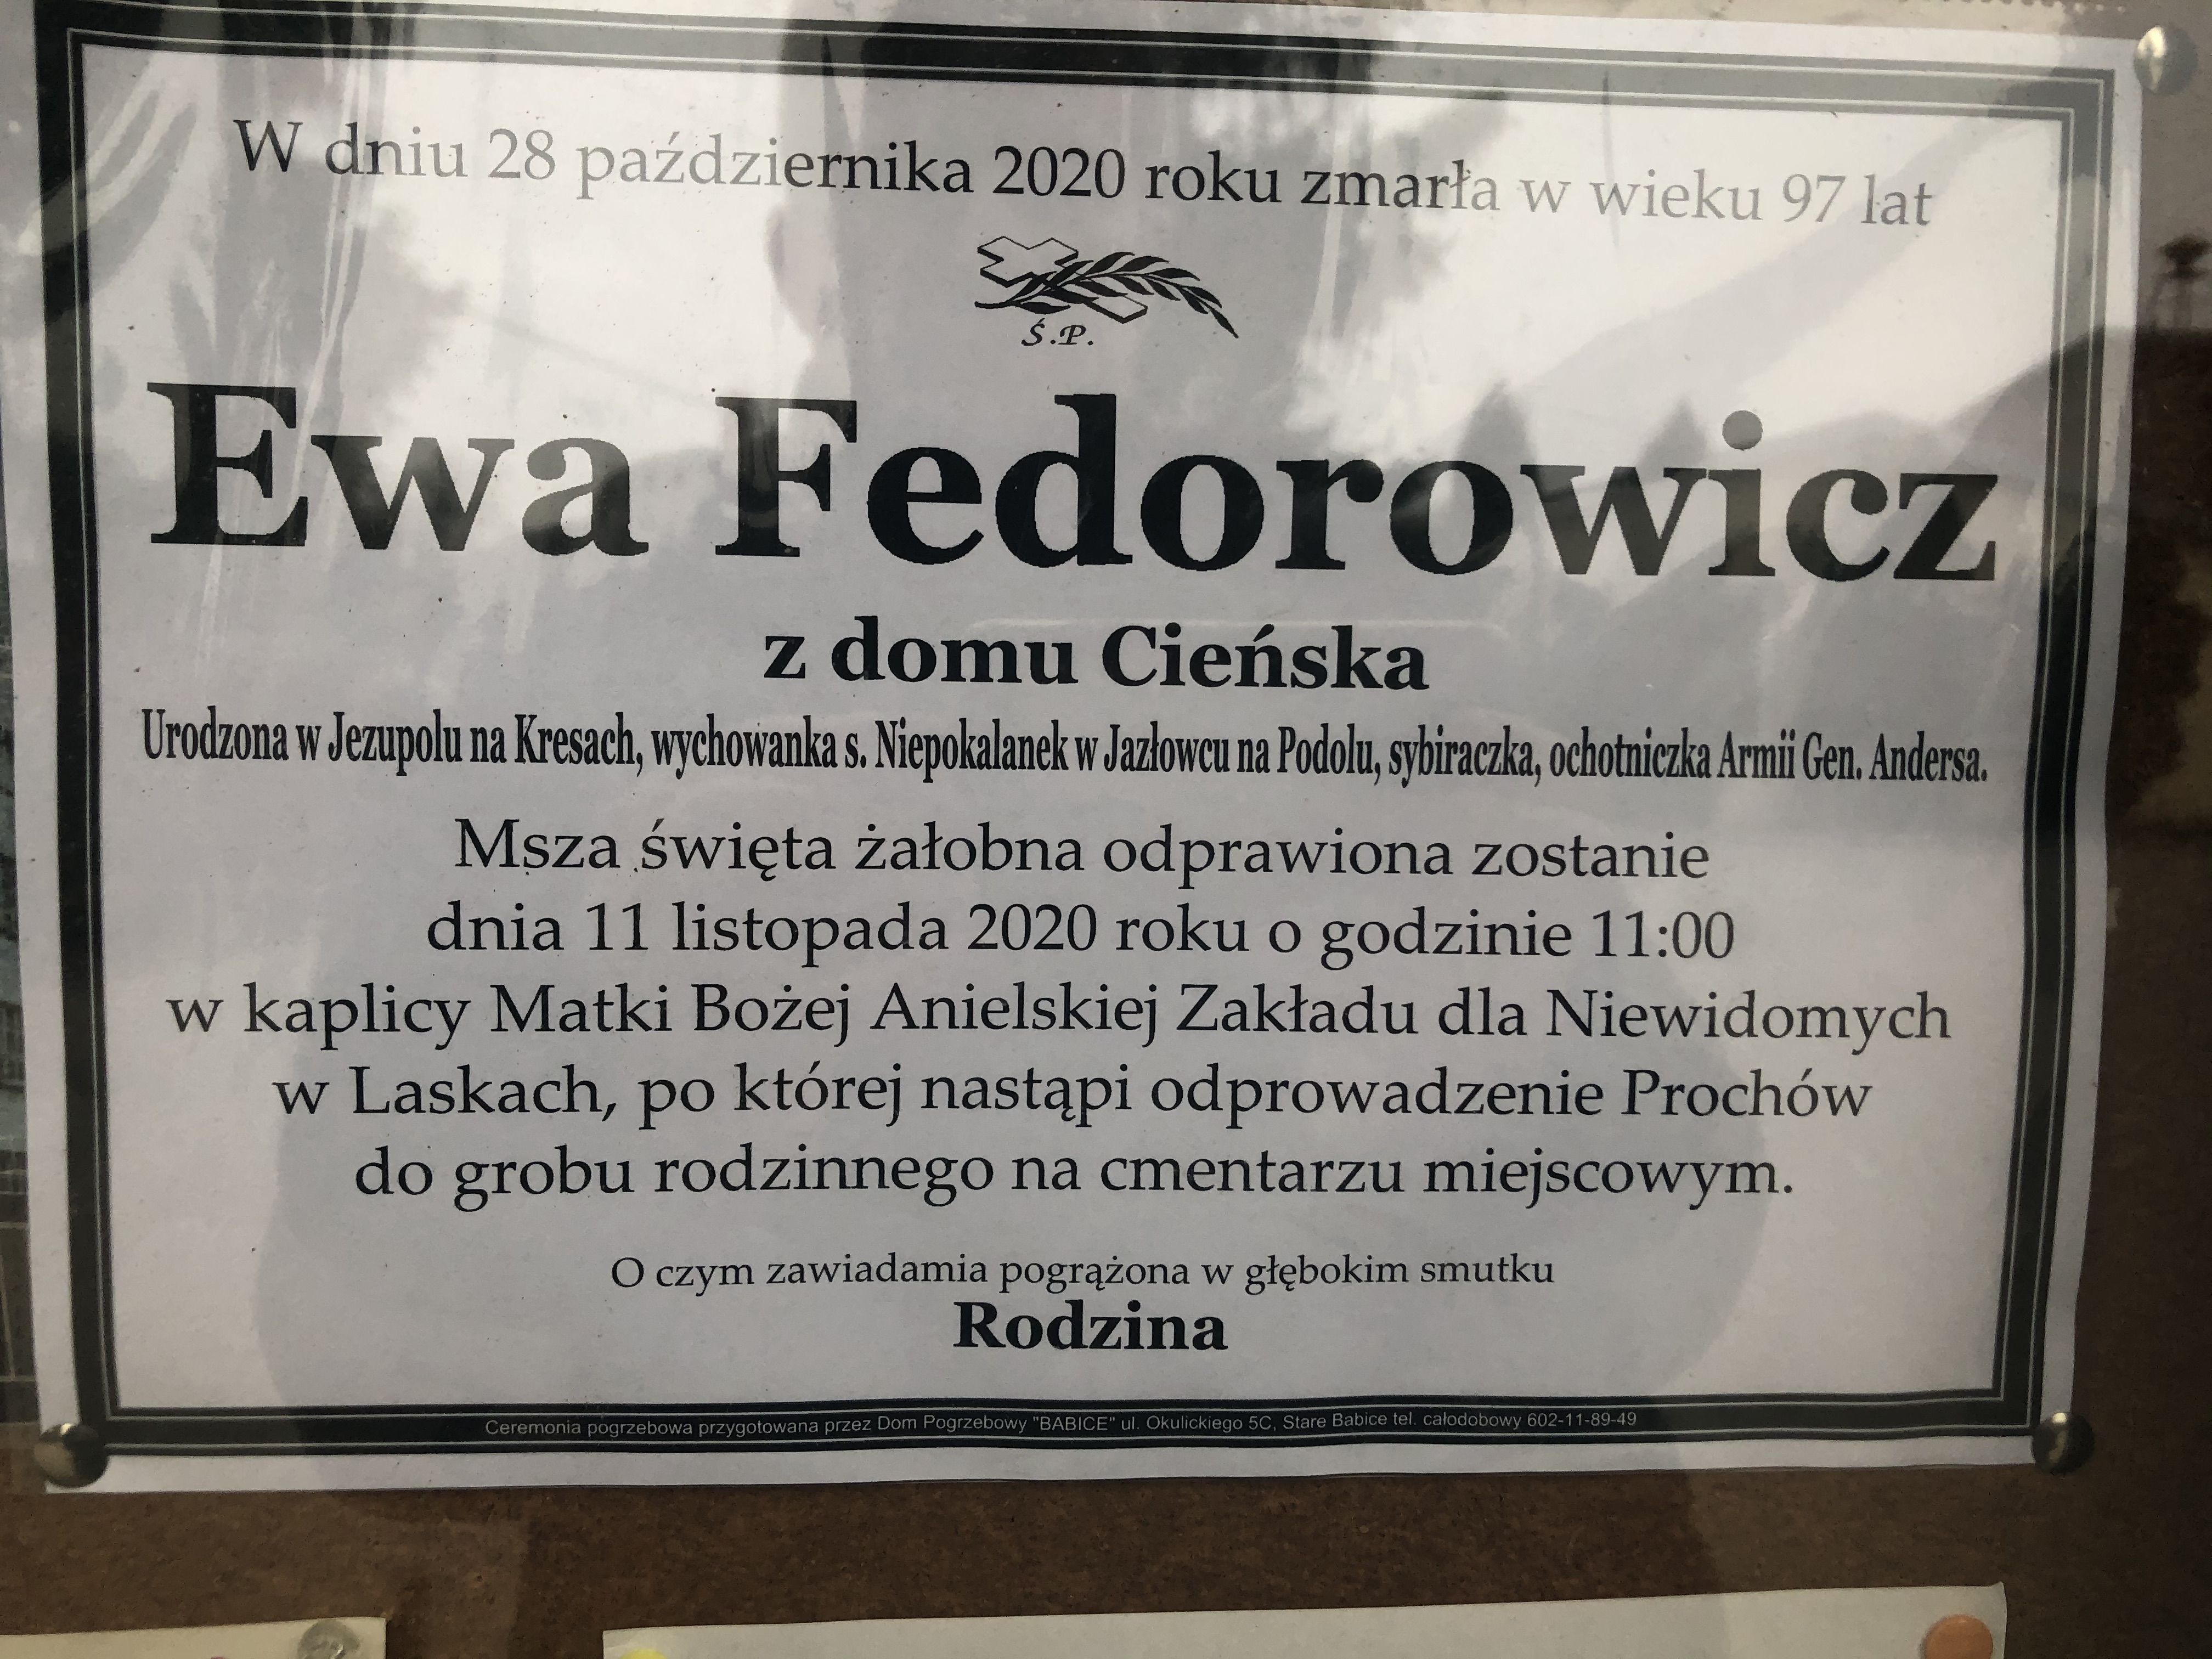 W dniu 28 października 2020 roku zmarła w wieku 97 lat
Ś.P.
Ewa Fedorowicz
z domu Cieńska
Urodzona w Jezupolu na Kresach, wychowanka s. Niepokalanek w Jazłowcu na Podolu, sybiraczka, ochotniczka Armii Gen. Andersa.
Msza święta żałobna odprawiona zostanie
dnia 11 listopada 2020 roku o godzinie 11:00
w kaplicy Matki Bożej Anielskiej Zakładu dla Niewidomych
w Laskach, po której nastąpi odprowadzenie Prochów
do grobu rodzinnego na cmentarzu miejscowym.
O czym zawiadamia pogrążona w głębokim smutku
Rodzina
Ceremonia pogrzebowa przygotowana przez Dom Pogrzebowy "BABICE" ul. Okulickiego 5C, Stare Babice tel. całodobowy 602-11-89-49